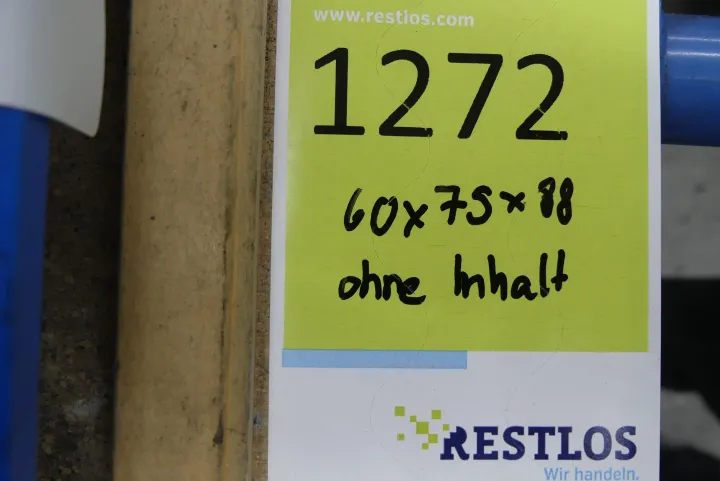 www.restlos.com
1272
60x75x88
ohne Inhalt
RESTLOS
Wir handeln.